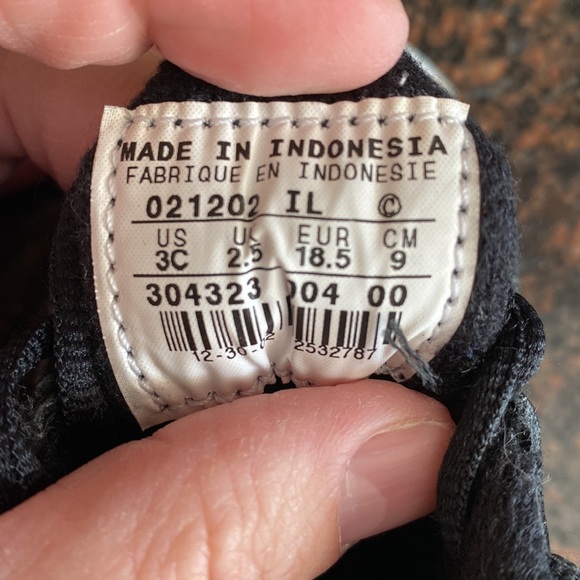 MADE IN INDONESIA
FABRIQUE EN INDONESIE
021202 IL ©
US EUR CM
3C 2.5 18.5 9
304323 004 00
2532787